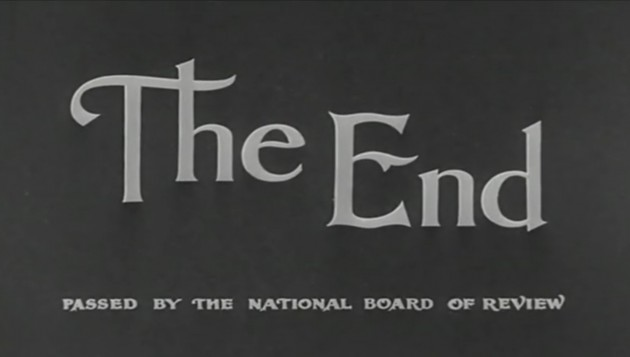 The End
PASSED BY THE NATIONAL BOARD OF REVIEW